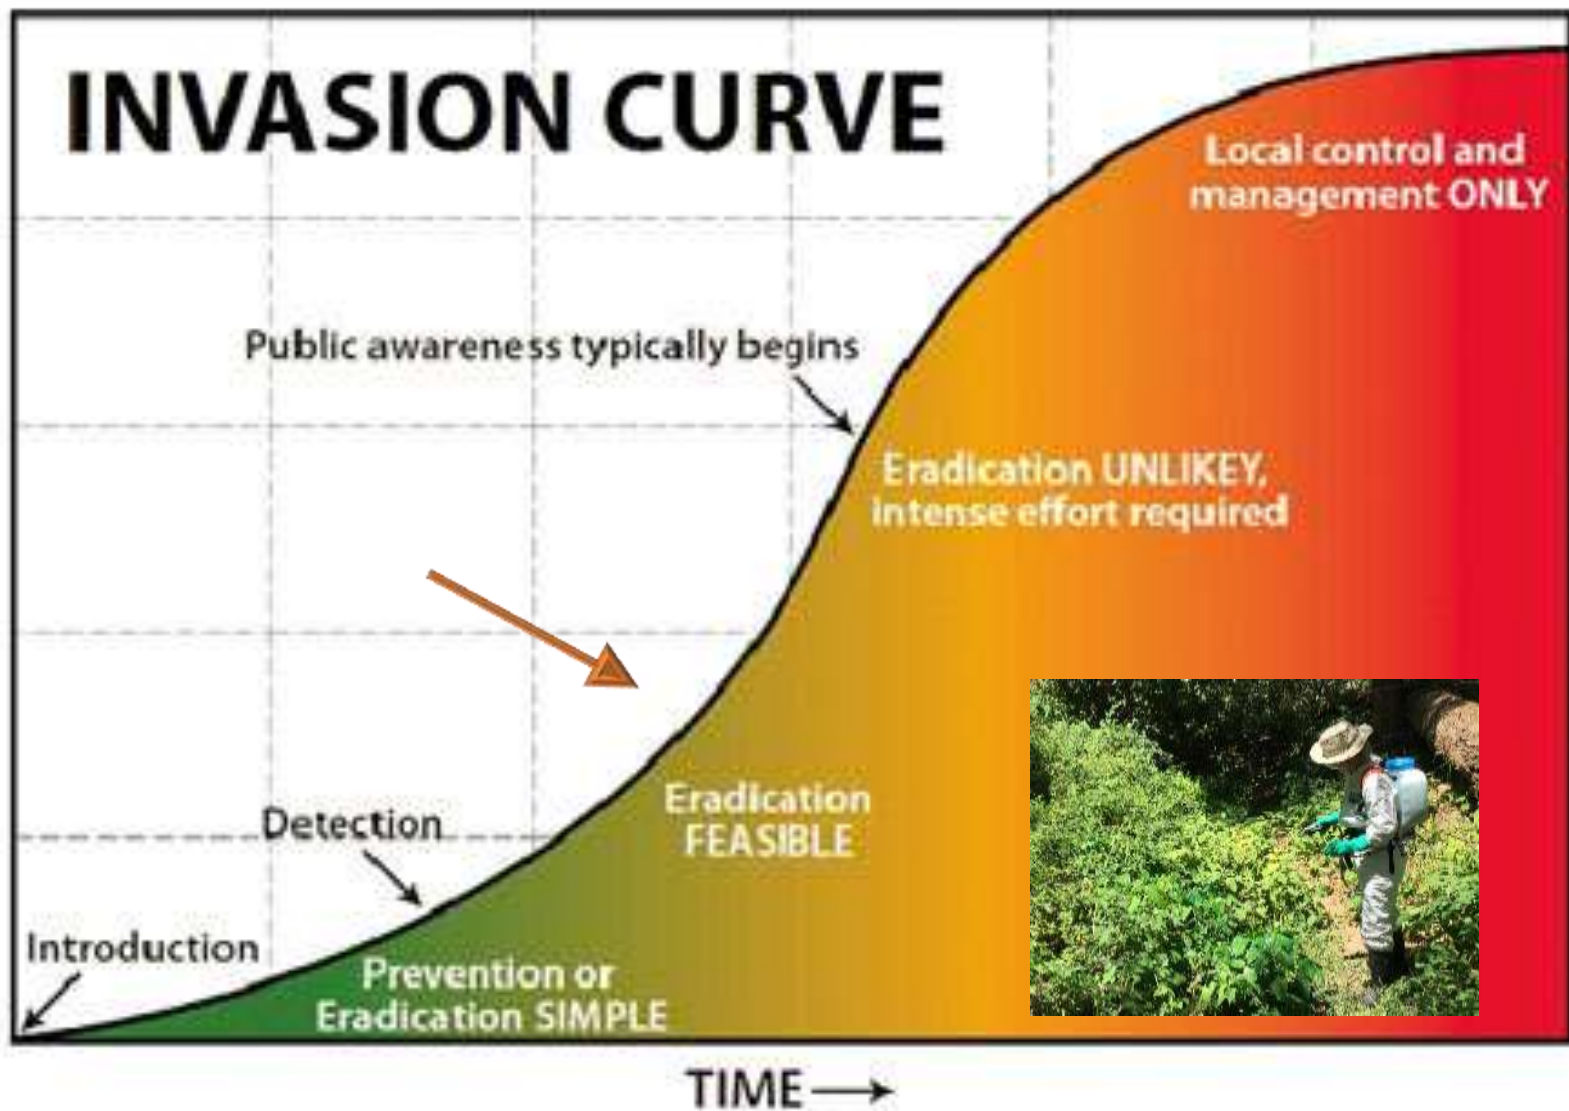 INVASION CURVE
Local control and
management ONLY
Public awareness typically begins
Eradication UNLIKEY,
intense effort required
Eradication
FEASIBLE
Detection
Introduction
Prevention or
Eradication SIMPLE
TIME →